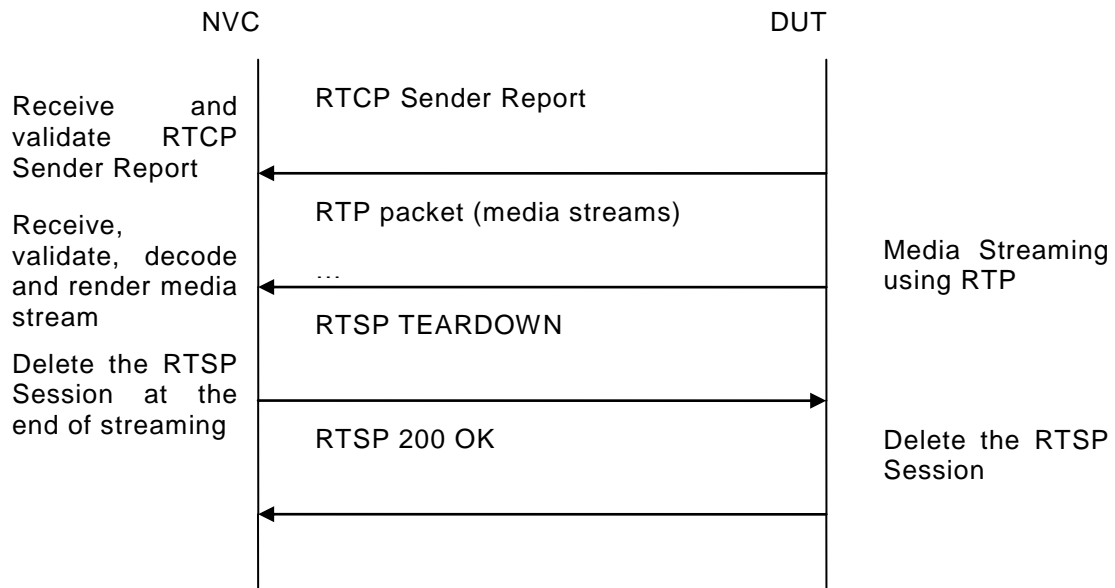 NVC DUT
RTCP Sender Report
Receive and
validate RTCP
Sender Report
RTP packet (media streams)
…
Receive,
validate, decode
and render media
stream
Media Streaming
using RTP
RTSP TEARDOWN
Delete the RTSP
Session at the
end of streaming
RTSP 200 OK
Delete the RTSP
Session